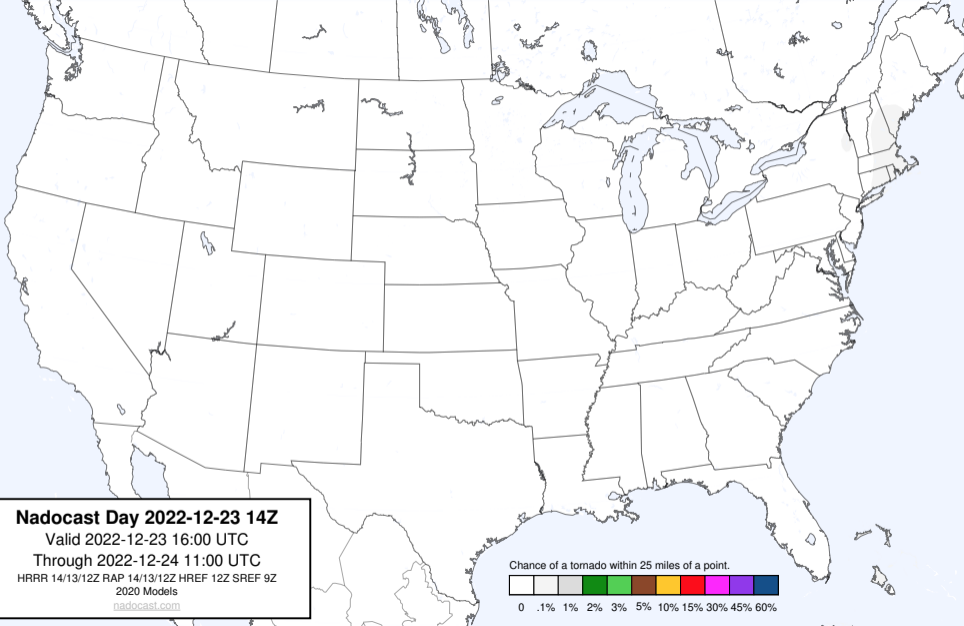 Nadocast Day 2022-12-23 14Z
Valid 2022-12-23 16:00 UTC
Through 2022-12-24 11:00 UTC
HRRR 14/13/12Z RAP 14/13/12Z HREF 12Z SREF 9Z
2020 Models
nadocast.com
Chance of a tornado within 25 miles of a point.
0 .1% 1% 2% 3% 5% 10% 15% 30% 45% 60%